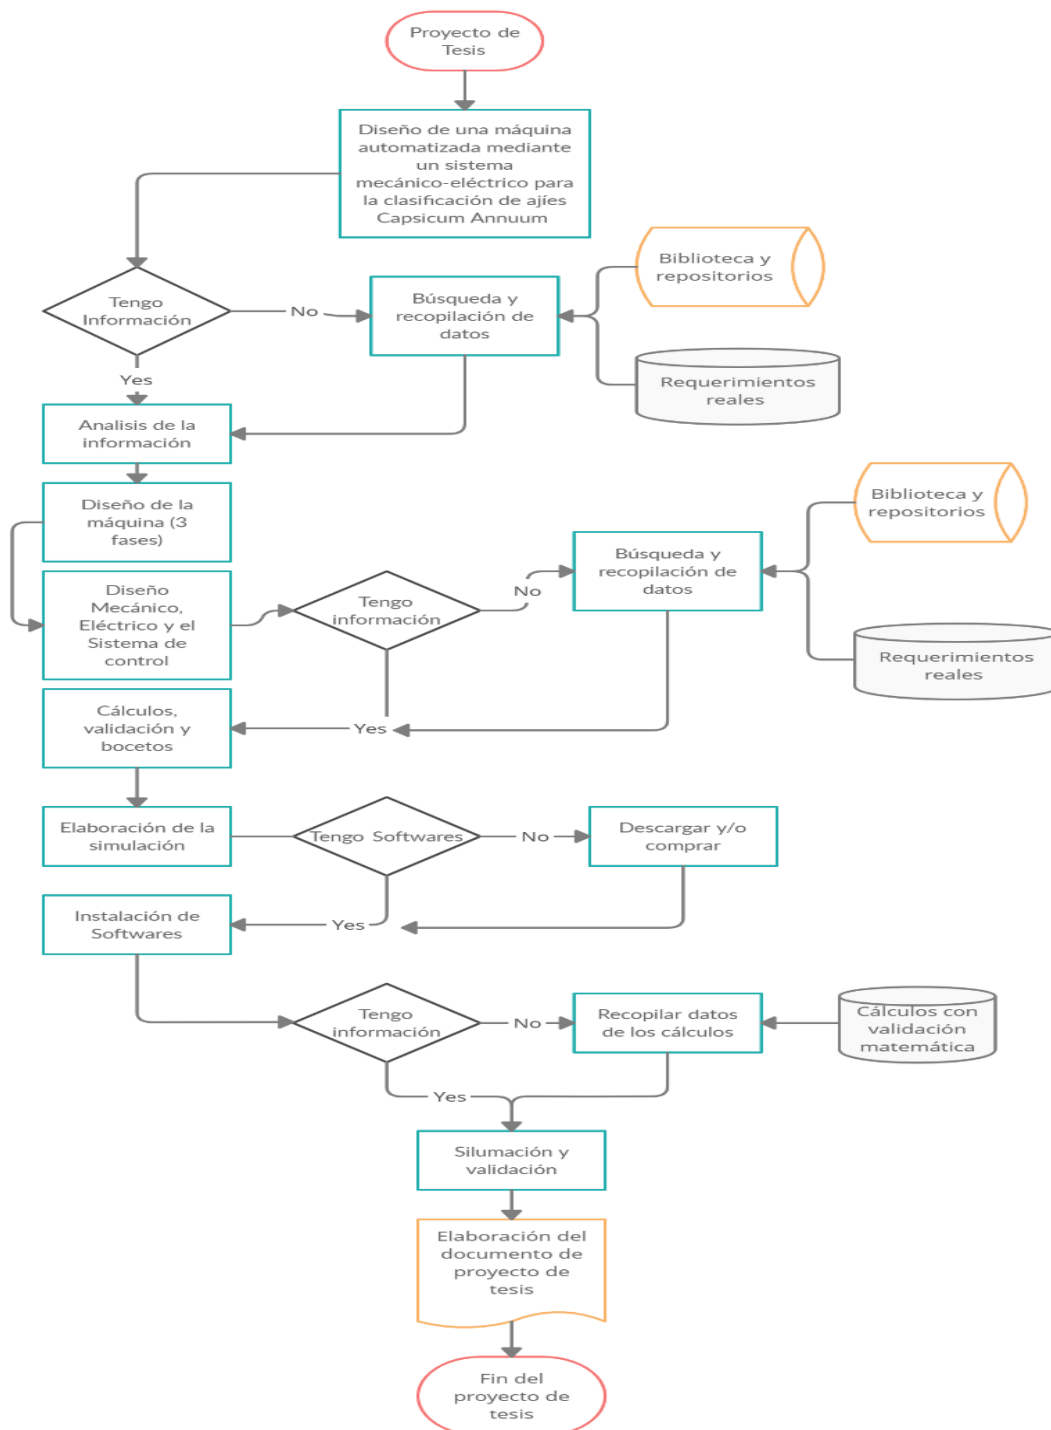 Proyecto de
Tesis
Diseño de una máquina
automatizada mediante
un sistema
mecánico-eléctrico para
la clasificación de ajíes
Capsicum Annuum
Biblioteca y
repositorios
Tengo
Información
No
Búsqueda y
recopilación de
datos
Requerimientos
reales
Yes
Analisis de la
información
Diseño de la
máquina (3
fases)
Biblioteca y
repositorios
Búsqueda y
recopilación de
datos
Diseño
Mecánico,
Eléctrico y el
Sistema de
control
Tengo
información
No
Requerimientos
reales
Cálculos,
validación y
bocetos
Yes
Elaboración de la
simulación
Tengo Softwares
No
Descargar y/o
comprar
Instalación de
Softwares
Yes
Tengo
información
No
Recopilar datos
de los cálculos
Cálculos con
validación
matemática
Yes
Silumación y
validación
Elaboración del
documento de
proyecto de
tesis
Fin del
proyecto de
tesis